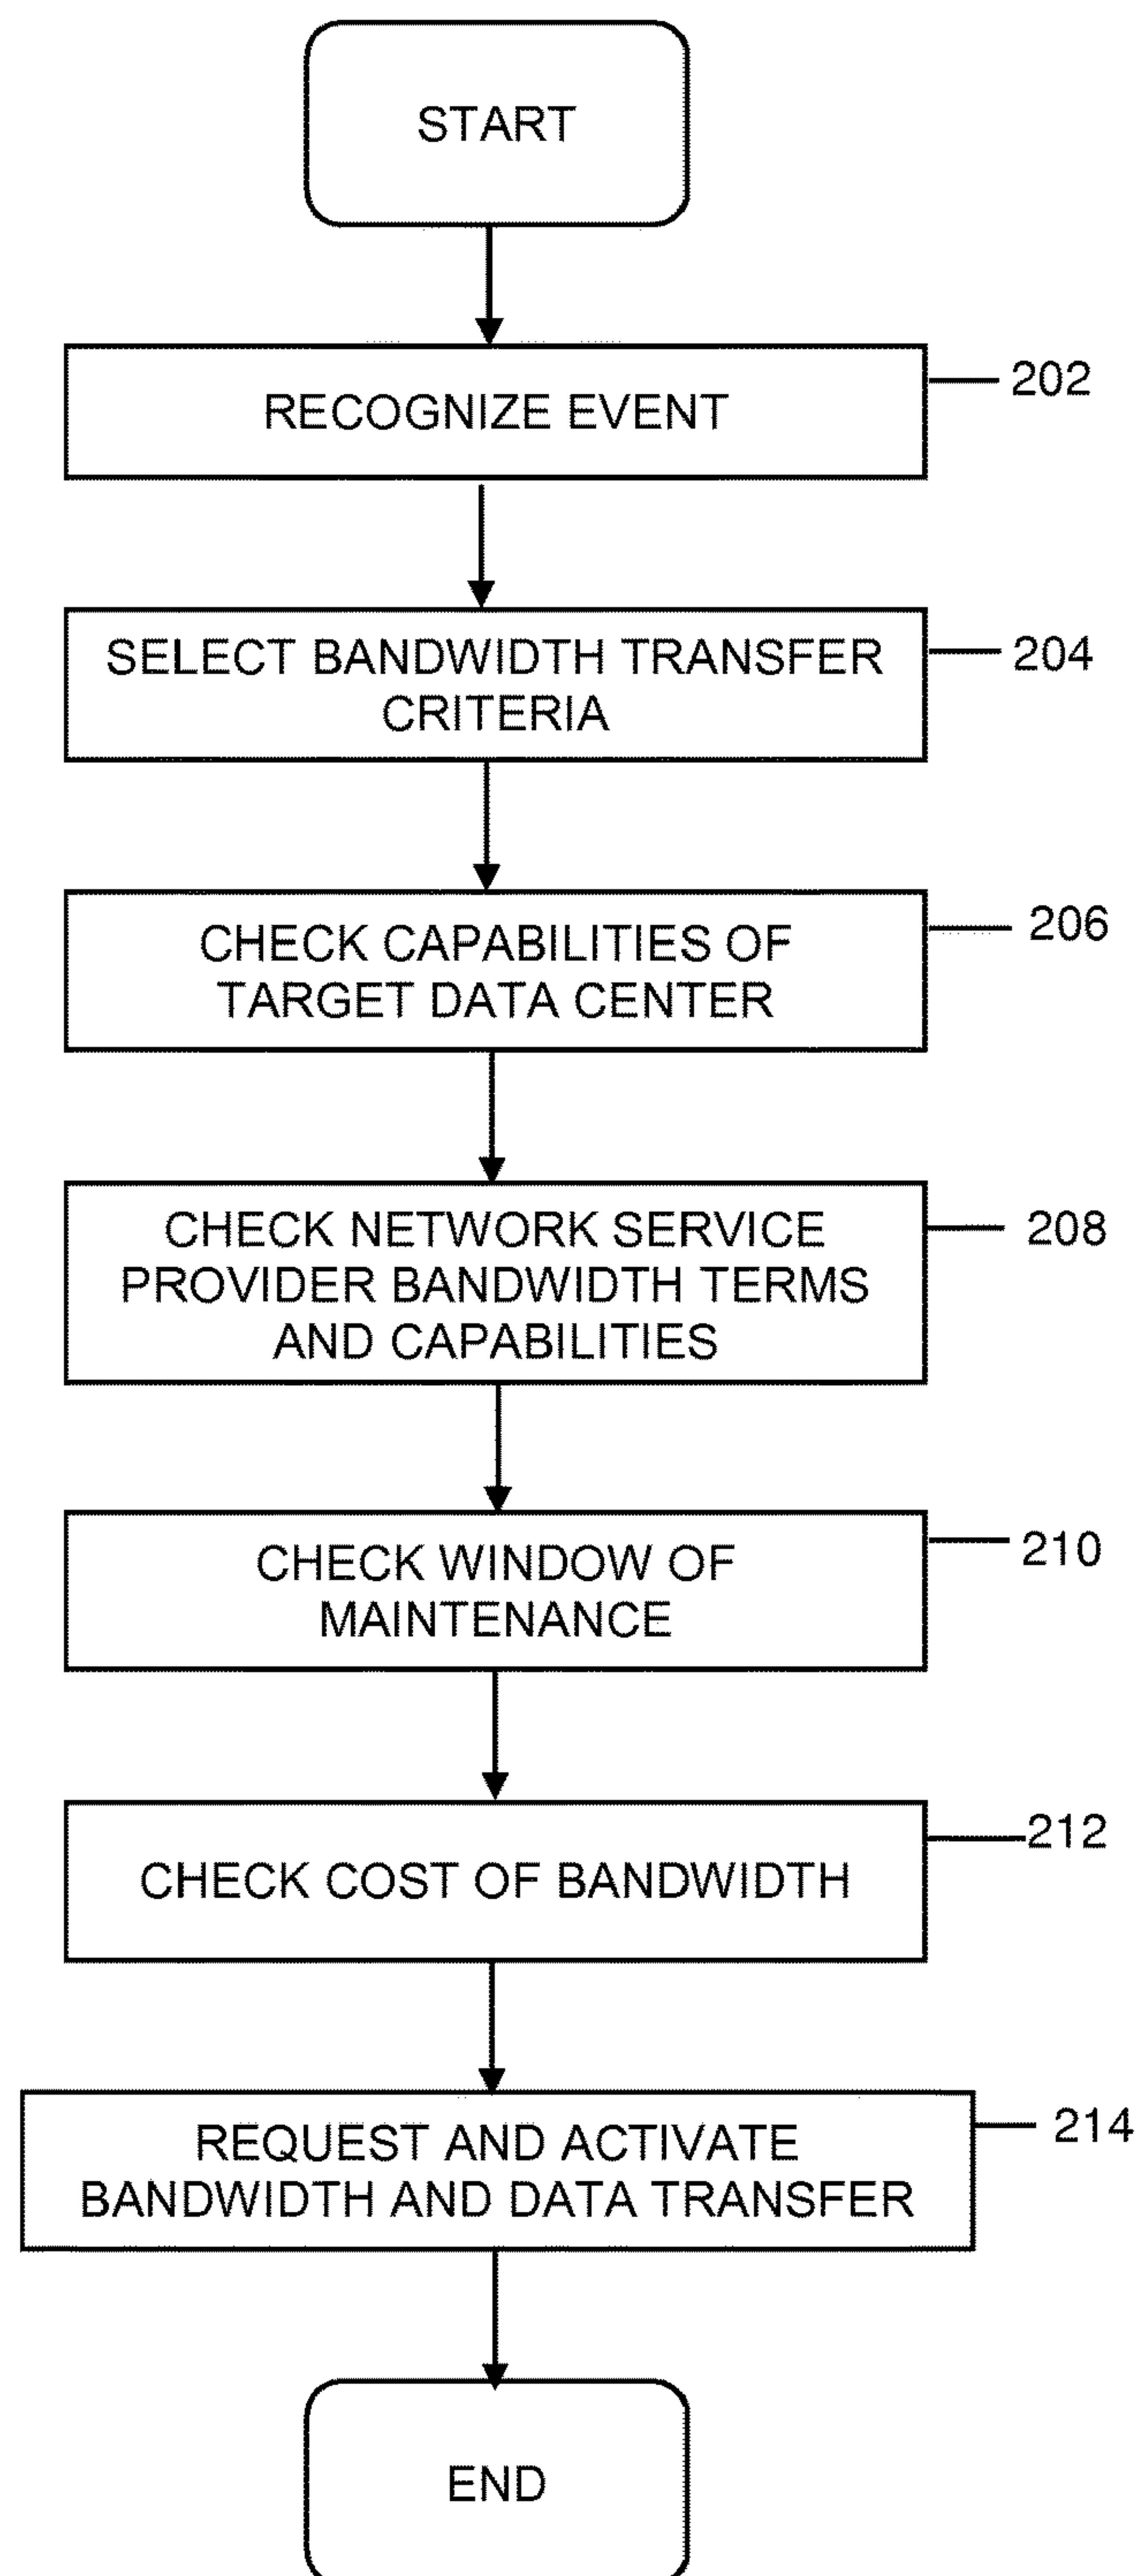 START
RECOGNIZE EVENT
202
SELECT BANDWIDTH TRANSFER
CRITERIA
204
CHECK CAPABILITIES OF
TARGET DATA CENTER
206
CHECK NETWORK SERVICE
PROVIDER BANDWIDTH TERMS
AND CAPABILITIES
208
CHECK WINDOW OF
MAINTENANCE
210
CHECK COST OF BANDWIDTH
212
REQUEST AND ACTIVATE
BANDWIDTH AND DATA TRANSFER
214
END